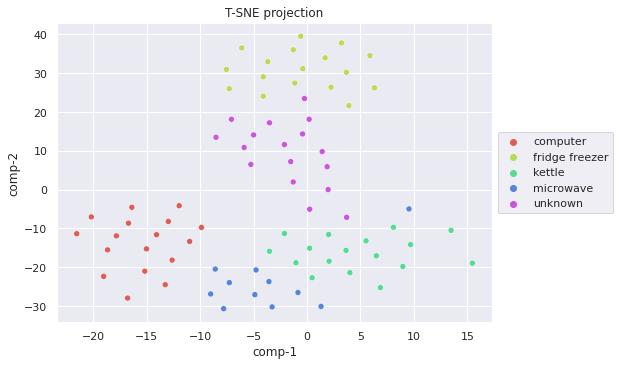 T-SNE projection
comp-2
40
30
20
10
0
−10
−20
−30
−20
−15
−10
−5
0
5
10
15
comp-1
computer
fridge freezer
kettle
microwave
unknown